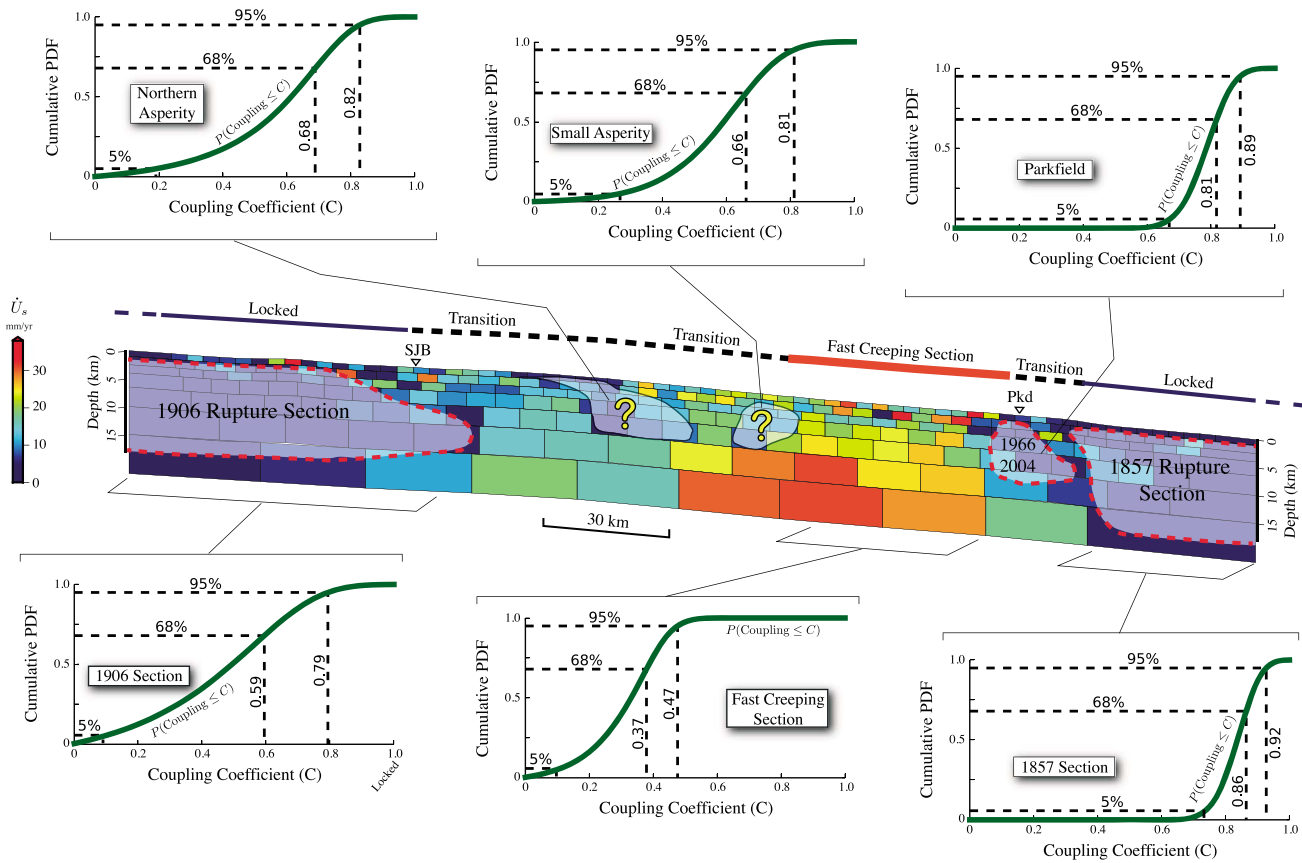 Cumulative PDF
1.0
0.5
0
95%
68%
5%
Northern
Asperity
P(Coupling ≤ C)
0.68
0.82
0
0.2
0.4
0.6
0.8
1.0
Coupling Coefficient (C)
Cumulative PDF
1.0
0.5
0
95%
68%
5%
Small Asperity
P(Coupling ≤ C)
0.66
0.81
0
0.2
0.4
0.6
0.8
1.0
Coupling Coefficient (C)
Cumulative PDF
1.0
0.5
0
95%
68%
5%
Parkfield
P(Coupling ≤ C)
0.81
0.89
0
0.2
0.4
0.6
0.8
1.0
Coupling Coefficient (C)
U̇s
mm/yr
30
20
10
0
Locked
Transition
Transition
Fast Creeping Section
Transition
Locked
SJB
Pkd
Depth (km)
0
5
10
15
1906 Rupture Section
?
?
1966
2004
1857 Rupture
Section
0
5
10
15
Depth (km)
30 km
Cumulative PDF
1.0
0.5
0
95%
68%
5%
1906 Section
P(Coupling ≤ C)
0.59
0.79
0
0.2
0.4
0.6
0.8
1.0
Locked
Coupling Coefficient (C)
Cumulative PDF
1.0
0.5
0
95%
68%
5%
P(Coupling ≤ C)
Fast Creeping
Section
0.37
0.47
0
0.2
0.4
0.6
0.8
1.0
Coupling Coefficient (C)
Cumulative PDF
1.0
0.5
0
95%
68%
5%
1857 Section
P(Coupling ≤ C)
0.86
0.92
0
0.2
0.4
0.6
0.8
1.0
Coupling Coefficient (C)